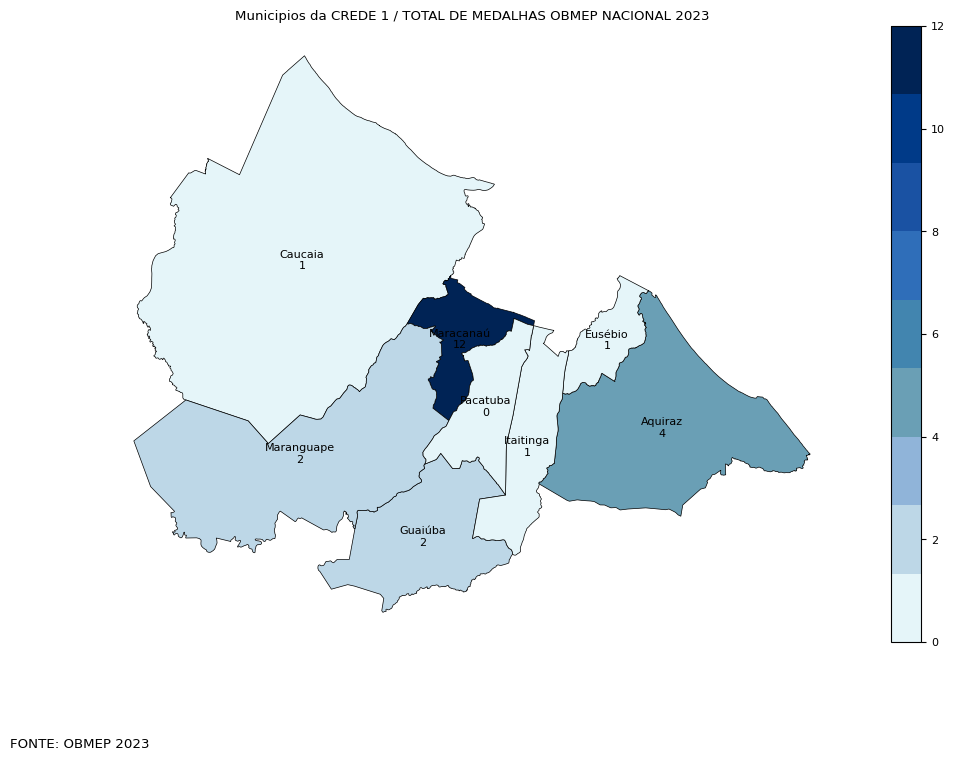 Municipios da CREDE 1 / TOTAL DE MEDALHAS OBMEP NACIONAL 2023
12
10
8
6
4
2
0
Caucaia
1
Maracanaú
12
Eusébio
1
Pacatuba
0
Aquiraz
4
Itaitinga
1
Maranguape
2
Guaiúba
2
FONTE: OBMEP 2023